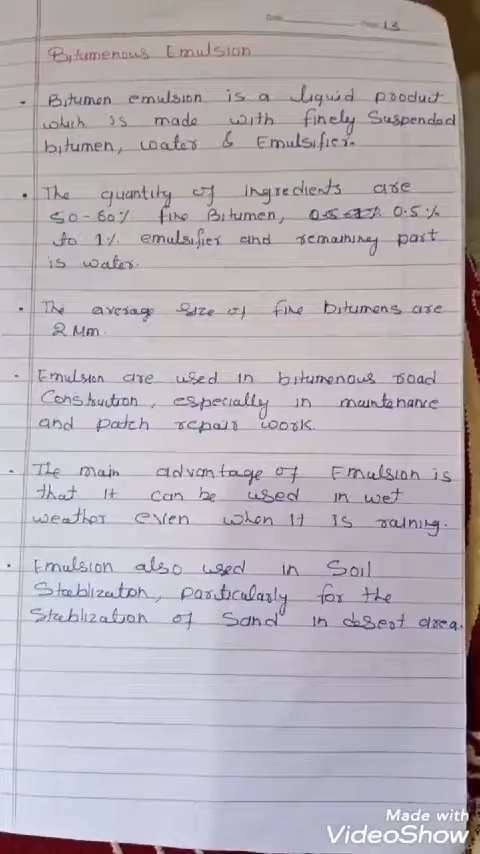 Date Page 13
Bitumenous Emulsion
• Bitumen emulsion is a liquid product
which is made with finely Suspended
bitumen, water & Emulsifier.
• The quantity of ingredients are
50-60% fine Bitumen, 0.5%
to 1% emulsifier and remaining part
is water.
• The average size of fine bitumens are
2 Mm.
• Emulsion are used in bitumenous road
Construction, especially in maintenance
and patch repair work.
• The main advantage of Emulsion is
that it can be used in wet
weather even when it is raining.
• Emulsion also used in Soil
Stablization, particularly for the
Stablization of Sand in desert area.
Made with
VideoShow